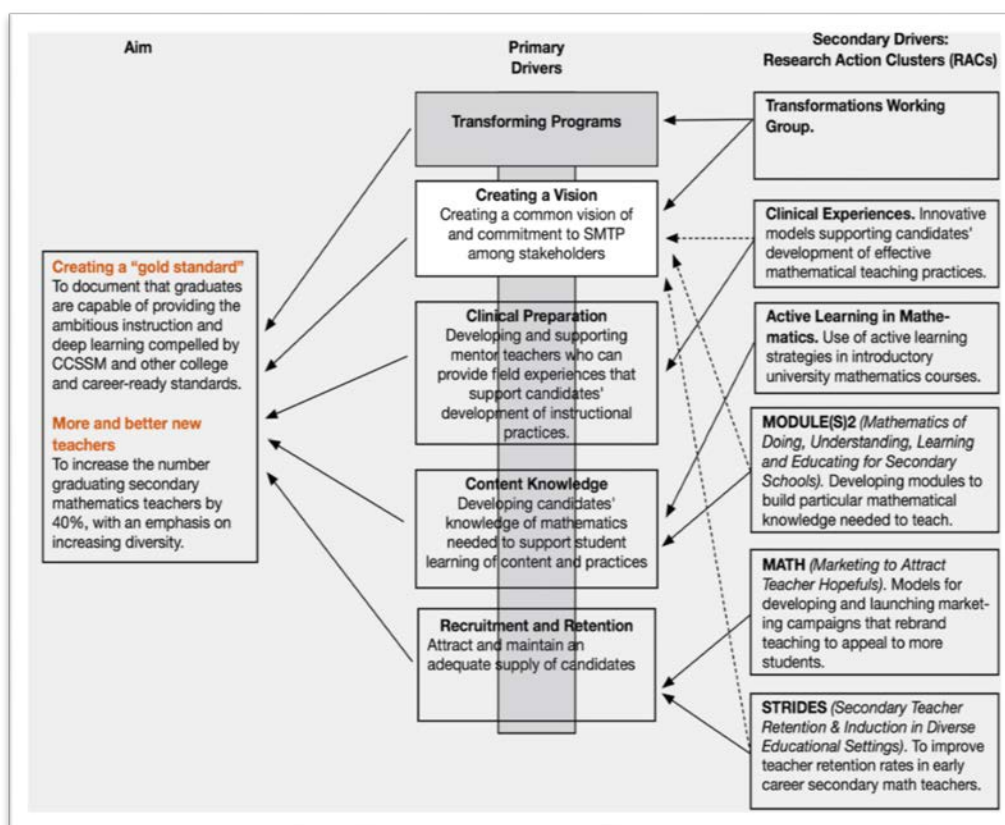 Aim
Creating a “gold standard”
To document that graduates
are capable of providing the
ambitious instruction and
deep learning compelled by
CCSSM and other college
and career-ready standards.
More and better new
teachers
To increase the number
graduating secondary
mathematics teachers by
40%, with an emphasis on
increasing diversity.
Primary
Drivers
Transforming Programs
Creating a Vision
Creating a common vision of
and commitment to SMTP
among stakeholders
Clinical Preparation
Developing and supporting
mentor teachers who can
provide field experiences that
support candidates'
development of instructional
practices.
Content Knowledge
Developing candidates'
knowledge of mathematics
needed to support student
learning of content and practices
Recruitment and Retention
Attract and maintain an
adequate supply of candidates
Secondary Drivers:
Research Action Clusters (RACs)
Transformations Working
Group.
Clinical Experiences. Innovative
models supporting candidates'
development of effective
mathematical teaching practices.
Active Learning in Mathe-
matics. Use of active learning
strategies in introductory
university mathematics courses.
MODULE(S)2 (Mathematics of
Doing, Understanding, Learning
and Educating for Secondary
Schools). Developing modules to
build particular mathematical
knowledge needed to teach.
MATH (Marketing to Attract
Teacher Hopefuls). Models for
developing and launching market-
ing campaigns that rebrand
teaching to appeal to more
students.
STRIDES (Secondary Teacher
Retention & Induction in Diverse
Educational Settings). To improve
teacher retention rates in early
career secondary math teachers.